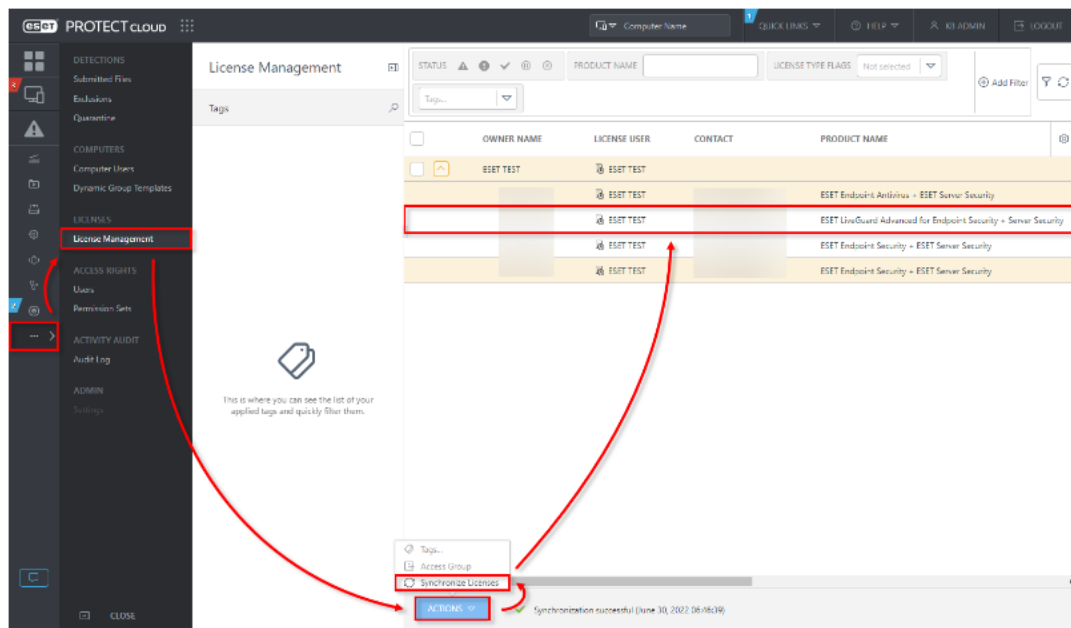 eset PROTECT CLOUD
Computer Name
QUICK LINKS
HELP
KB ADMIN
LOGOUT
DETECTIONS
Submitted Files
Exclusions
Quarantine
COMPUTERS
Computer Users
Dynamic Group Templates
LICENSES
License Management
ACCESS RIGHTS
Users
Permission Sets
ACTIVITY AUDIT
Audit Log
ADMIN
Settings
CLOSE
License Management
Tags
This is where you can see the list of your
applied tags and quickly filter them.
STATUS
PRODUCT NAME
LICENSE TYPE FLAGS Not selected
Add Filter
Tags...
OWNER NAME LICENSE USER CONTACT PRODUCT NAME
ESET TEST ESET TEST
ESET TEST ESET Endpoint Antivirus + ESET Server Security
ESET TEST ESET LiveGuard Advanced for Endpoint Security + Server Security
ESET TEST ESET Endpoint Security + ESET Server Security
ESET TEST ESET Endpoint Security + ESET Server Security
Tags...
Access Group
Synchronize Licenses
ACTIONS
Synchronization successful (June 30, 2022 06:46:39)